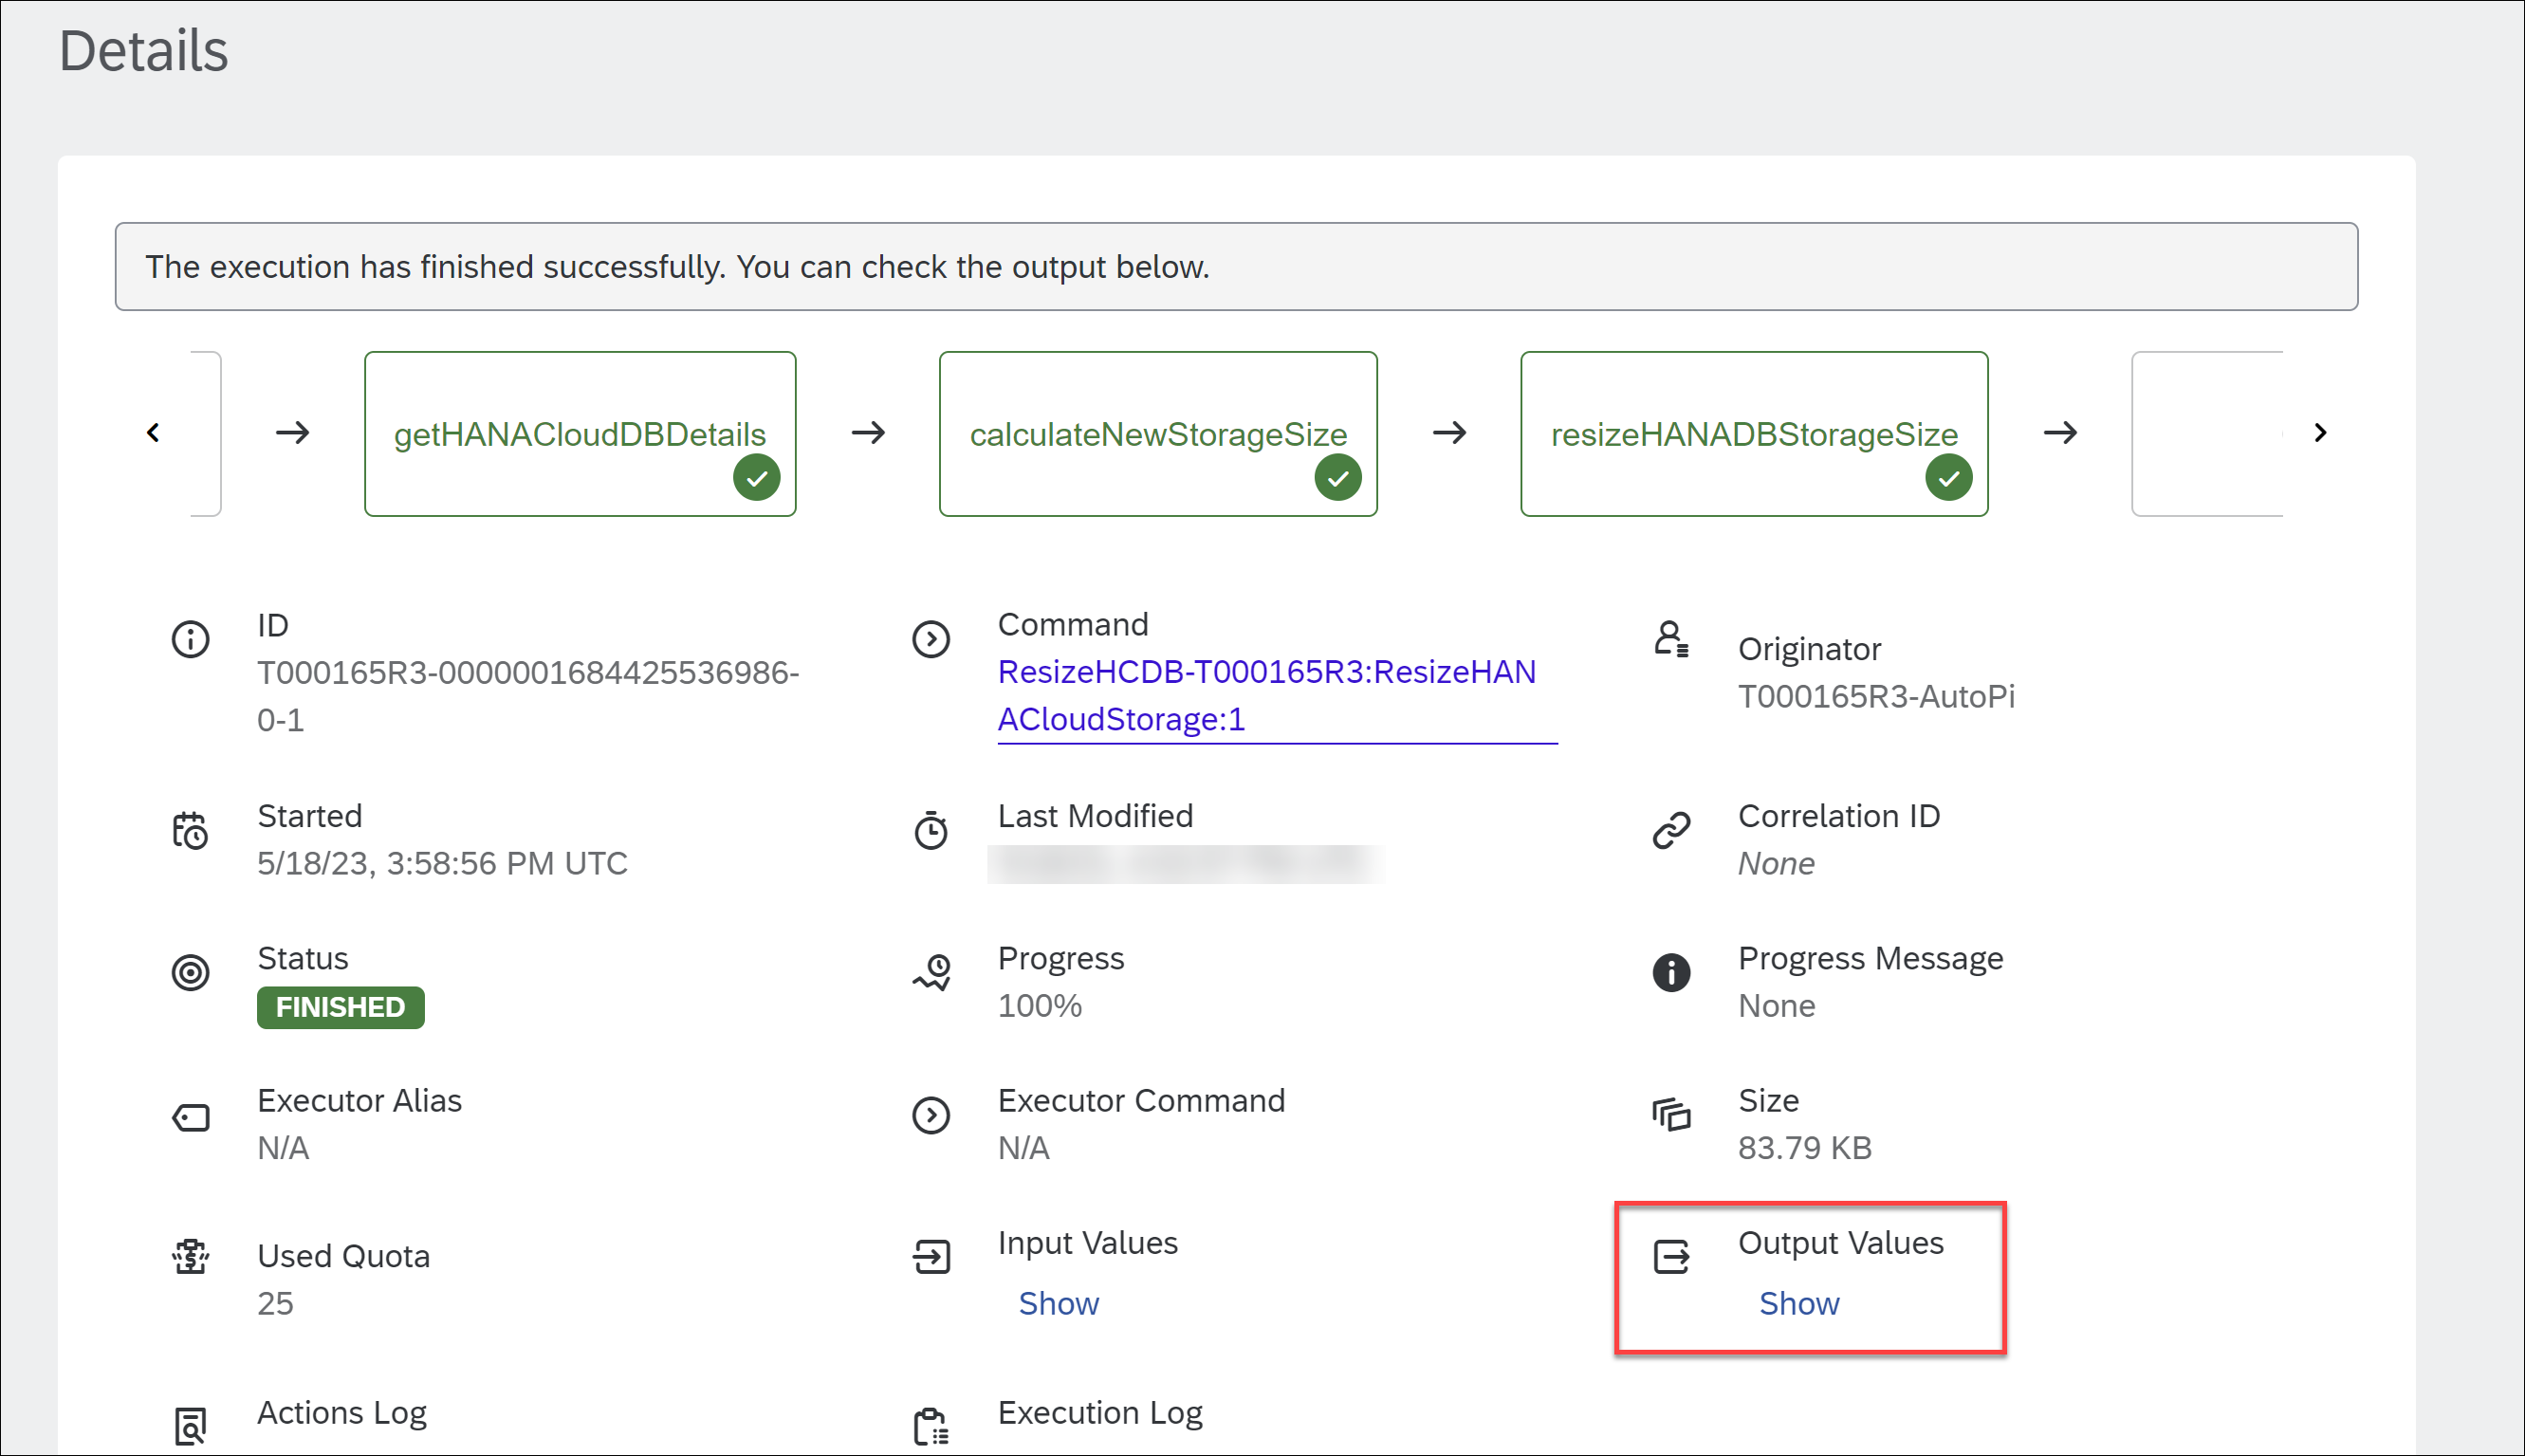 Details
The execution has finished successfully. You can check the output below.
getHANACloudDBDetails
calculateNewStorageSize
resizeHANADBStorageSize
ID
T000165R3-0000001684425536986-
0-1
Command
ResizeHCDB-T000165R3:ResizeHAN
ACloudStorage:1
Originator
T000165R3-AutoPi
Started
5/18/23, 3:58:56 PM UTC
Last Modified
Correlation ID
None
Status
FINISHED
Progress
100%
Progress Message
None
Executor Alias
N/A
Executor Command
N/A
Size
83.79 KB
Used Quota
25
Input Values
Show
Output Values
Show
Actions Log
Execution Log